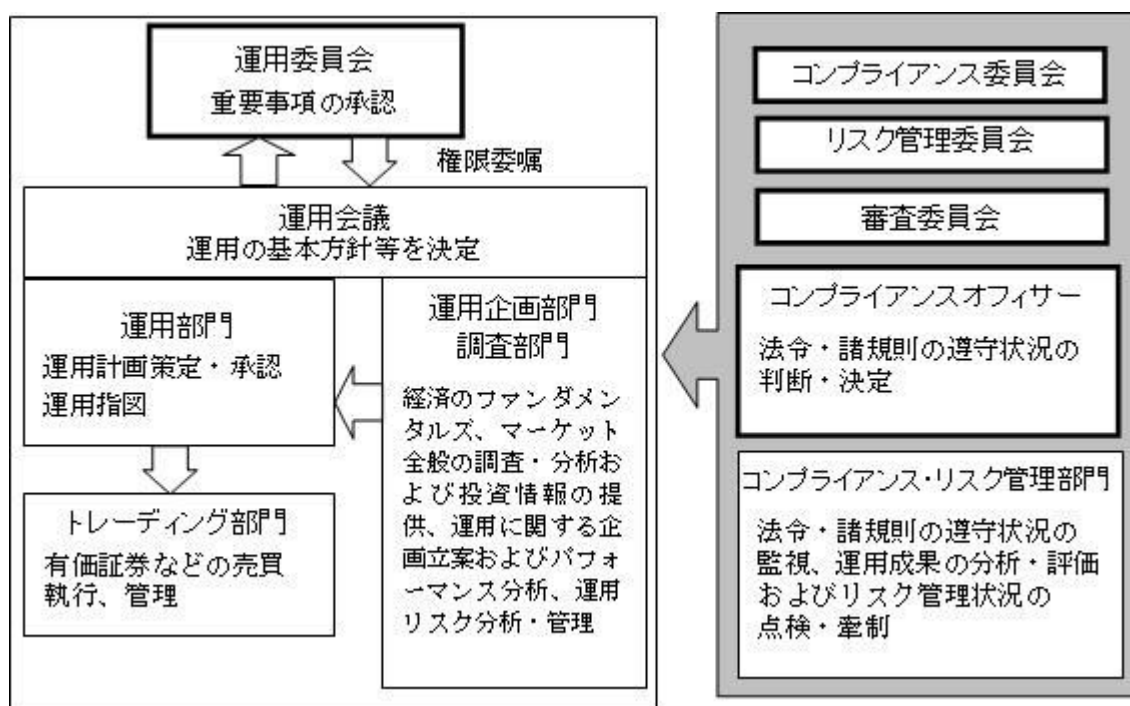 運用委員会
重要事項の承認
権限委嘱
運用会議
運用の基本方針等を決定
運用部門
運用計画策定・承認
運用指図
トレーディング部門
有価証券などの売買
執行、管理
運用企画部門
調査部門
経済のファンダメン
タルズ、マーケット
全般の調査・分析お
よび投資情報の提
供、運用に関する企
画立案およびパフォ
ーマンス分析、運用
リスク分析・管理
コンプライアンス委員会
リスク管理委員会
審査委員会
コンプライアンスオフィサー
法令・諸規則の遵守状況の
判断・決定
コンプライアンス・リスク管理部門
法令・諸規則の遵守状況の
監視、運用成果の分析・評価
およびリスク管理状況の
点検・牽制